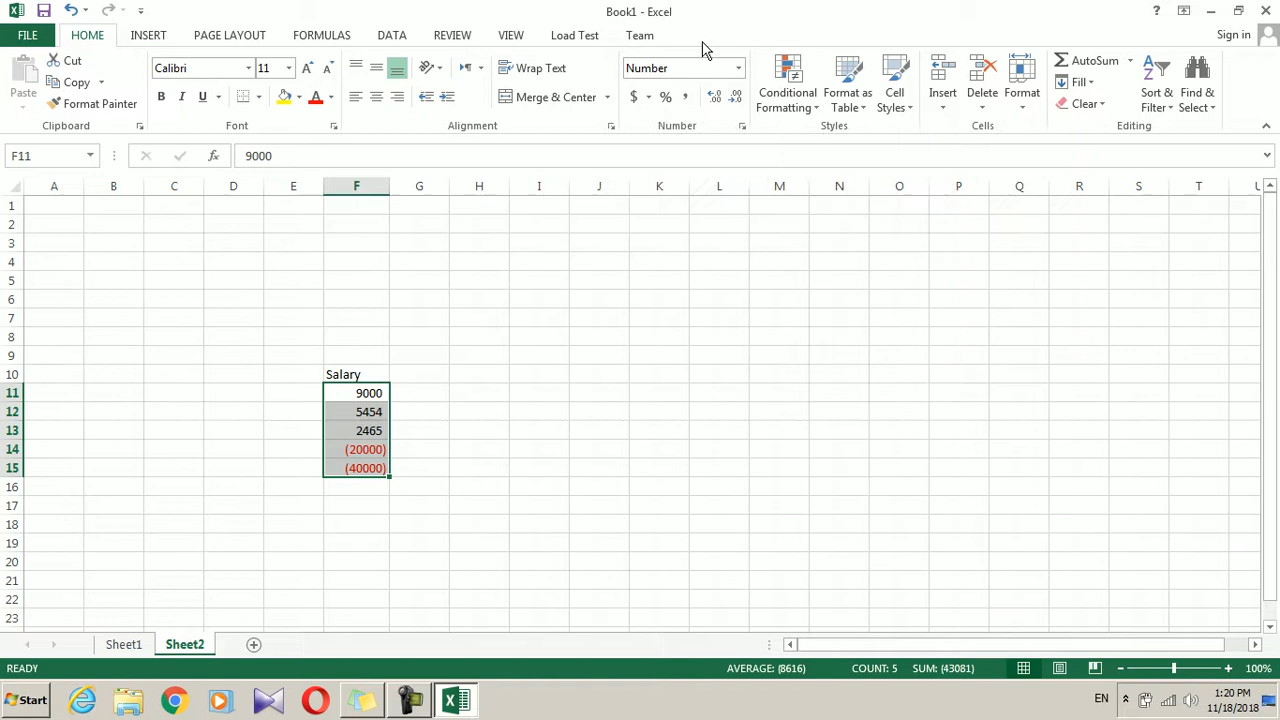 Book1 - Excel
FILE HOME INSERT PAGE LAYOUT FORMULAS DATA REVIEW VIEW Load Test Team Sign in
Paste
Cut
Copy
Format Painter
Clipboard
Calibri 11
B I U A
Font
Wrap Text
Merge & Center
Alignment
Number
$ % ,
Number
Conditional Formatting
Format as Table
Cell Styles
Styles
Insert
Delete
Format
Cells
AutoSum
Fill
Clear
Sort & Filter
Find & Select
Editing
F11 fx 9000
A B C D E F G H I J K L M N O P Q R S T U
1
2
3
4
5
6
7
8
9
10 Salary
11 9000
12 5454
13 2465
14 (20000)
15 (40000)
16
17
18
19
20
21
22
23
Sheet1 Sheet2
READY AVERAGE: (8616) COUNT: 5 SUM: (43081) 100%
Start EN 1:20 PM
11/18/2018